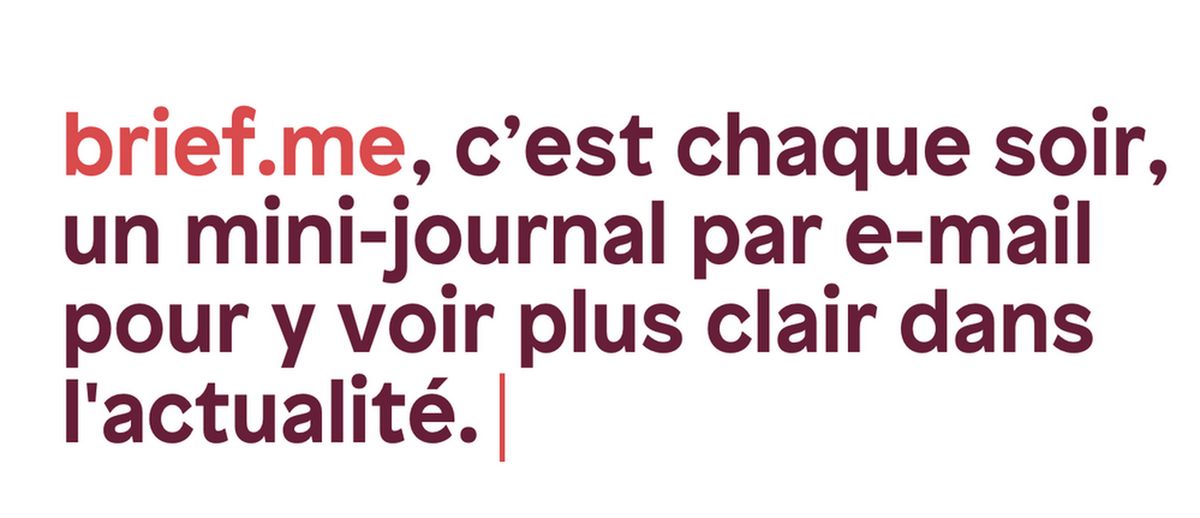 brief.me, c’est chaque soir,
un mini-journal par e-mail
pour y voir plus clair dans
l'actualité.